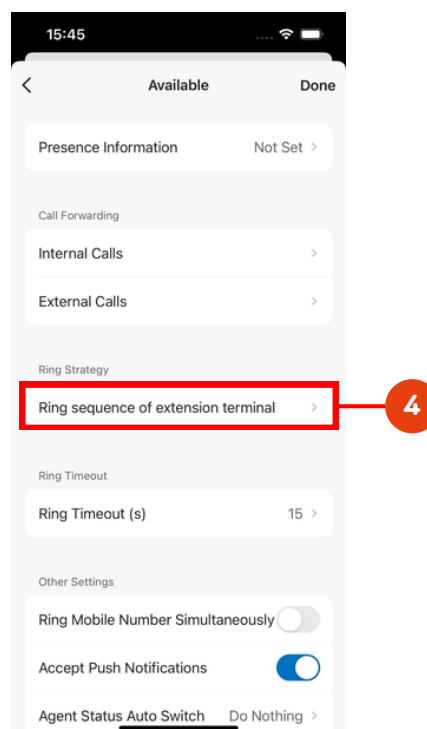 15:45
Available
Done
Presence Information Not Set
Call Forwarding
Internal Calls
External Calls
Ring Strategy
Ring sequence of extension terminal
4
Ring Timeout
Ring Timeout (s) 15
Other Settings
Ring Mobile Number Simultaneously
Accept Push Notifications
Agent Status Auto Switch Do Nothing